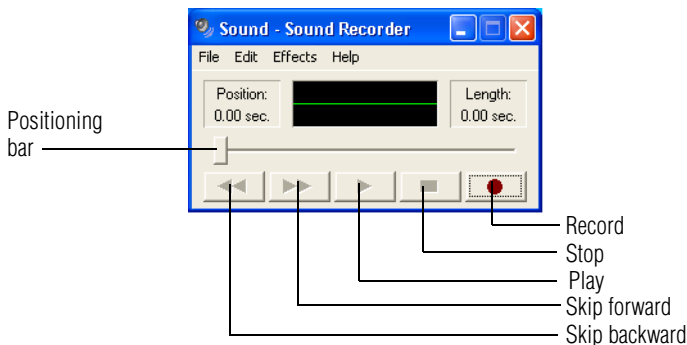 Sound - Sound Recorder
File Edit Effects Help
Position:
0.00 sec.
Length:
0.00 sec.
Positioning
bar
Record
Stop
Play
Skip forward
Skip backward